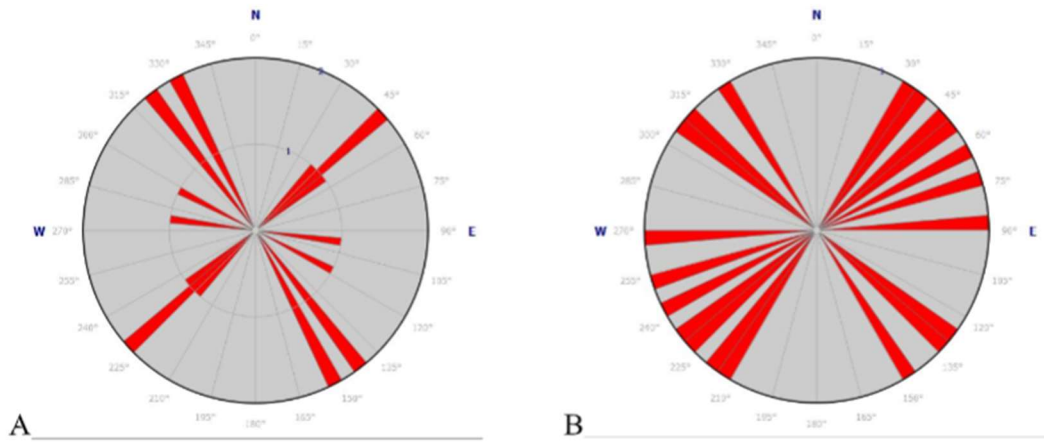 N N
0° 0°
345° 15° 345° 15°
330° 2 30° 330° 1 30°
315° 45° 315° 45°
300° 60° 300° 60°
1
285° 75° 285° 75°
W 270° 90° E W 270° 90° E
255° 105° 255° 105°
240° 120° 240° 120°
225° 135° 225° 135°
210° 150° 210° 150°
195° 165° 195° 165°
180° 180°
A B